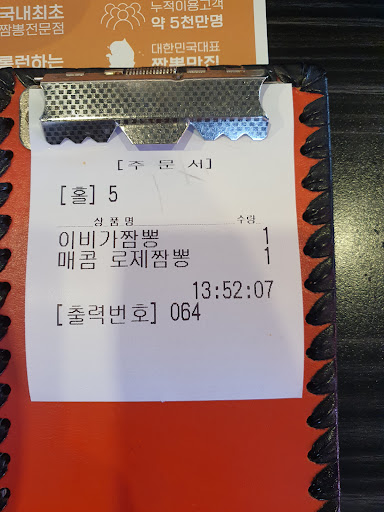 국내최초
짬뽕전문점
누적이용고객
약 5천만명
대한민국대표
짬뽕맛집
[주 문 서]
[홀] 5
상 품 명 수량
이비가짬뽕 1
매콤 로제짬뽕 1
13:52:07
[출력번호] 064